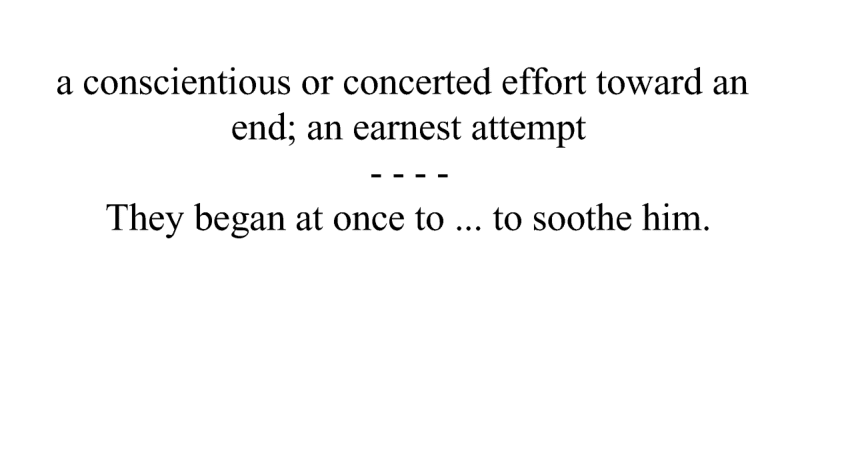 a conscientious or concerted effort toward an
end; an earnest attempt
- - - -
They began at once to ... to soothe him.